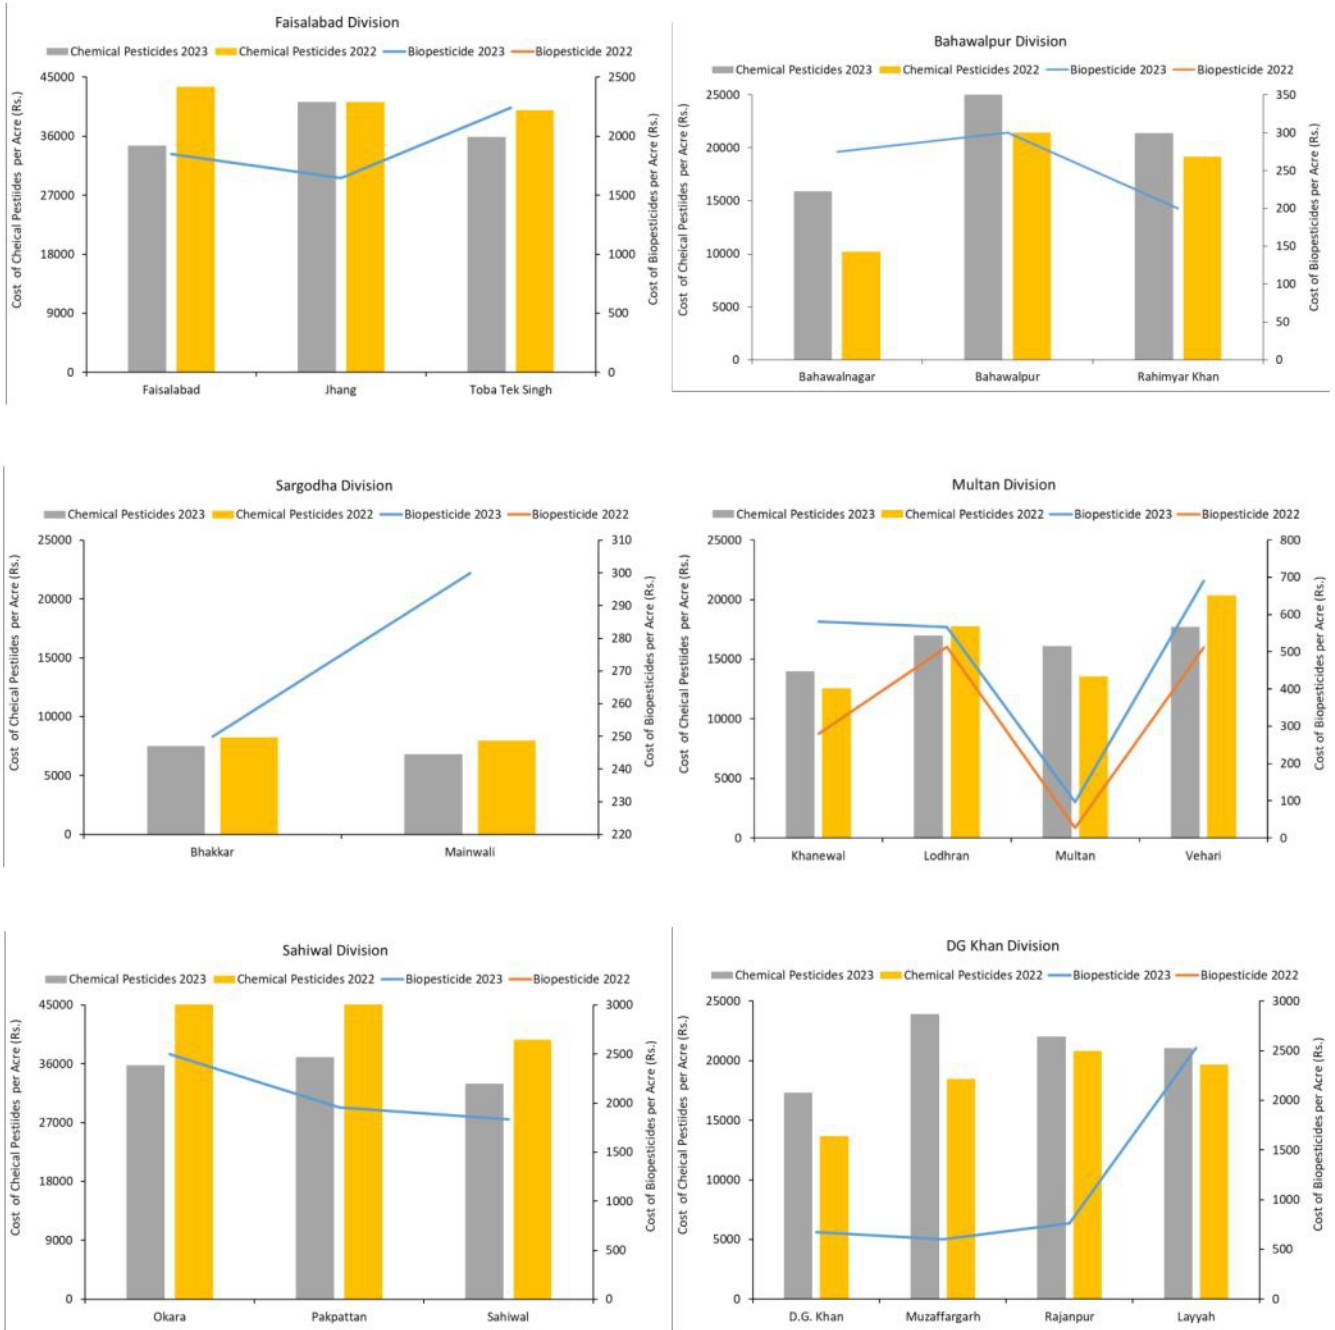 Faisalabad Division
Chemical Pesticides 2023 Chemical Pesticides 2022 Biopesticide 2023 Biopesticide 2022
Cost of Cheical Pestiides per Acre (Rs.)
45000
36000
27000
18000
9000
0
2500
2000
1500
1000
500
0
Cost of Biopesticides per Acre (Rs.)
Faisalabad Jhang Toba Tek Singh
Bahawalpur Division
Chemical Pesticides 2023 Chemical Pesticides 2022 Biopesticide 2023 Biopesticide 2022
Cost of Cheical Pestiides per Acre (Rs.)
25000
20000
15000
10000
5000
0
350
300
250
200
150
100
50
0
Cost of Biopesticides per Acre (Rs.)
Bahawalnagar Bahawalpur Rahimyar Khan
Sargodha Division
Chemical Pesticides 2023 Chemical Pesticides 2022 Biopesticide 2023 Biopesticide 2022
Cost of Cheical Pestiides per Acre (Rs.)
25000
20000
15000
10000
5000
0
310
300
290
280
270
260
250
240
230
220
Cost of Biopesticides per Acre (Rs.)
Bhakkar Mainwali
Multan Division
Chemical Pesticides 2023 Chemical Pesticides 2022 Biopesticide 2023 Biopesticide 2022
Cost of Cheical Pestiides per Acre (Rs.)
25000
20000
15000
10000
5000
0
800
700
600
500
400
300
200
100
0
Cost of Biopesticides per Acre (Rs.)
Khanewal Lodhran Multan Vehari
Sahiwal Division
Chemical Pesticides 2023 Chemical Pesticides 2022 Biopesticide 2023 Biopesticide 2022
Cost of Cheical Pestiides per Acre (Rs.)
45000
36000
27000
18000
9000
0
3000
2500
2000
1500
1000
500
0
Cost of Biopesticides per Acre (Rs.)
Okara Pakpattan Sahiwal
DG Khan Division
Chemical Pesticides 2023 Chemical Pesticides 2022 Biopesticide 2023 Biopesticide 2022
Cost of Cheical Pestiides per Acre (Rs.)
25000
20000
15000
10000
5000
0
3000
2500
2000
1500
1000
500
0
Cost of Biopesticides per Acre (Rs.)
D.G. Khan Muzaffargarh Rajanpur Layyah